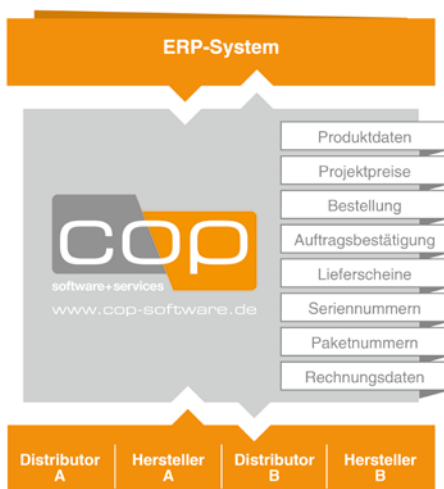 ERP-System
Produktdaten
Projektpreise
Bestellung
Auftragsbestätigung
Lieferscheine
Seriennummern
Paketnummern
Rechnungsdaten
cop
software+services
www.cop-software.de
Distributor A
Hersteller A
Distributor B
Hersteller B